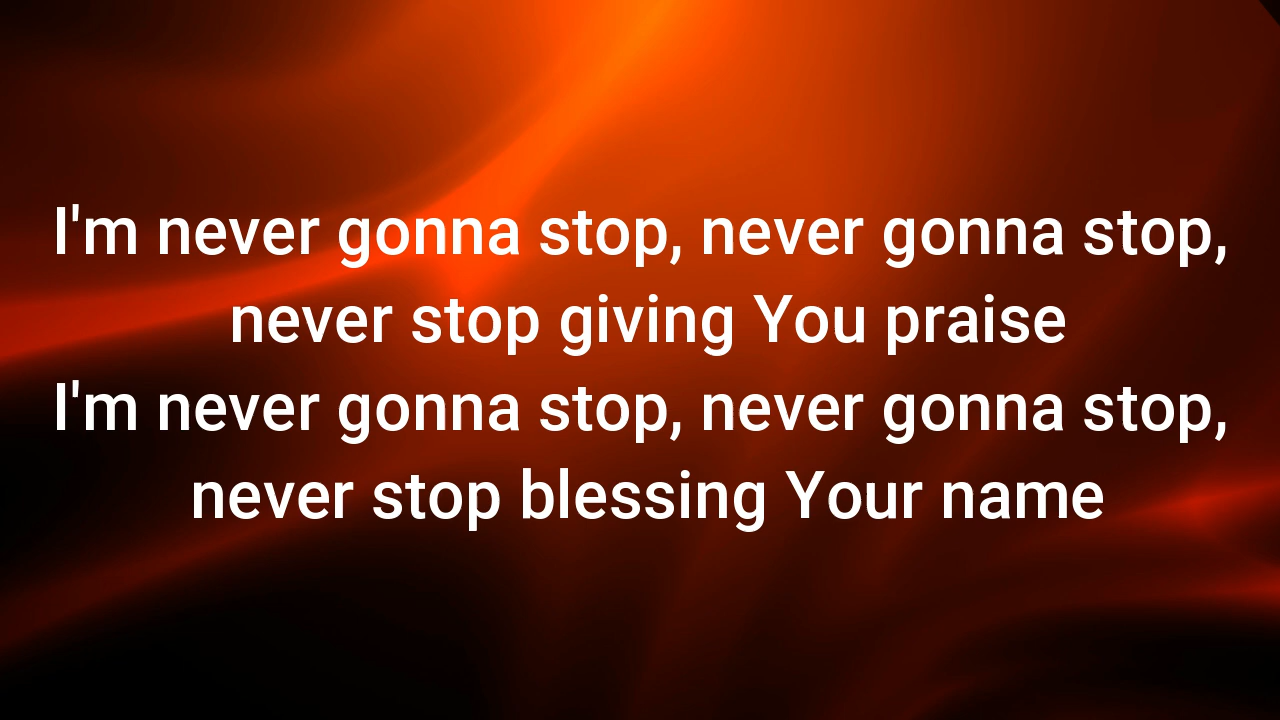 I'm never gonna stop, never gonna stop,
never stop giving You praise
I'm never gonna stop, never gonna stop,
never stop blessing Your name